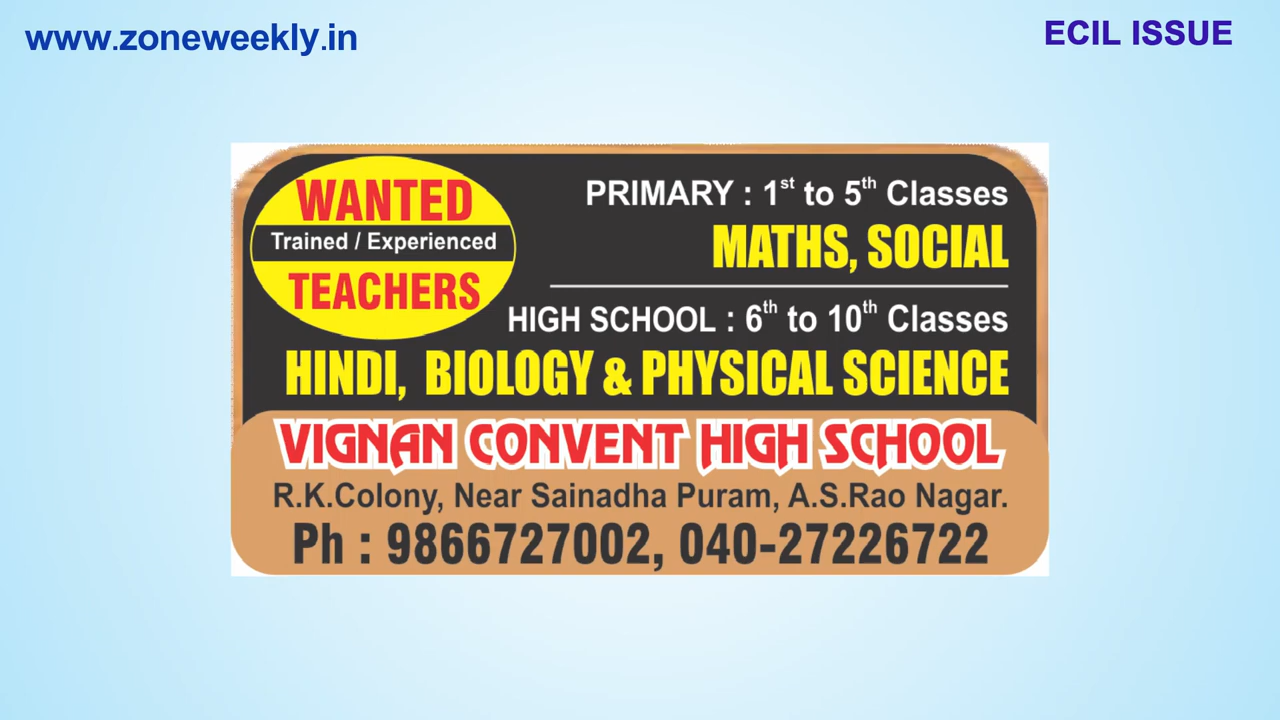 www.zoneweekly.in
ECIL ISSUE
WANTED
Trained / Experienced
TEACHERS
PRIMARY : 1st to 5th Classes
MATHS, SOCIAL
HIGH SCHOOL : 6th to 10th Classes
HINDI, BIOLOGY & PHYSICAL SCIENCE
VIGNAN CONVENT HIGH SCHOOL
R.K.Colony, Near Sainadha Puram, A.S.Rao Nagar.
Ph : 9866727002, 040-27226722